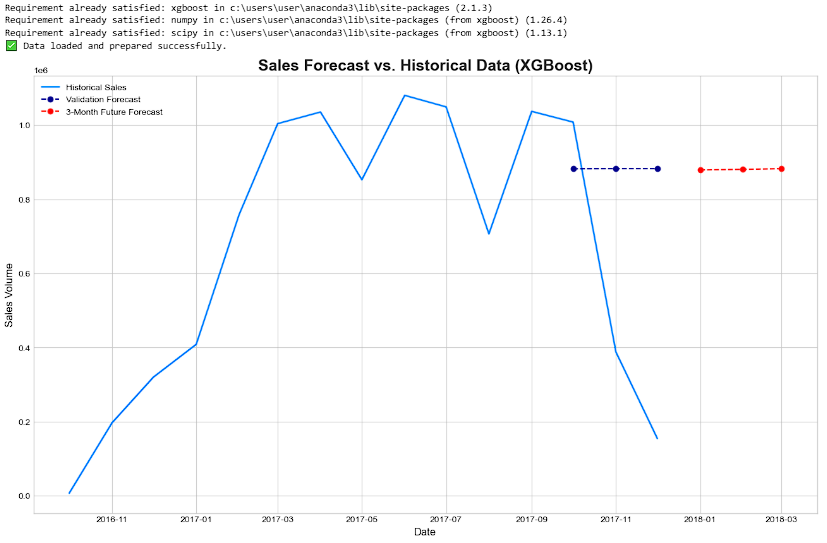 Requirement already satisfied: xgboost in c:\users\user\anaconda3\lib\site-packages (2.1.3)
Requirement already satisfied: numpy in c:\users\user\anaconda3\lib\site-packages (from xgboost) (1.26.4)
Requirement already satisfied: scipy in c:\users\user\anaconda3\lib\site-packages (from xgboost) (1.13.1)
✅ Data loaded and prepared successfully.
Sales Forecast vs. Historical Data (XGBoost)
1e6
Historical Sales
Validation Forecast
3-Month Future Forecast
1.0
0.8
0.6
0.4
0.2
0.0
Sales Volume
2016-11 2017-01 2017-03 2017-05 2017-07 2017-09 2017-11 2018-01 2018-03
Date